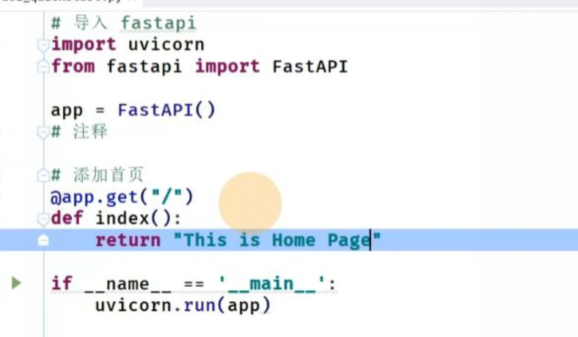 # 导入 fastapi
import uvicorn
from fastapi import FastAPI
app = FastAPI()
# 注释
# 添加首页
@app.get("/")
def index():
return "This is Home Page"
if __name__ == '__main__':
uvicorn.run(app)